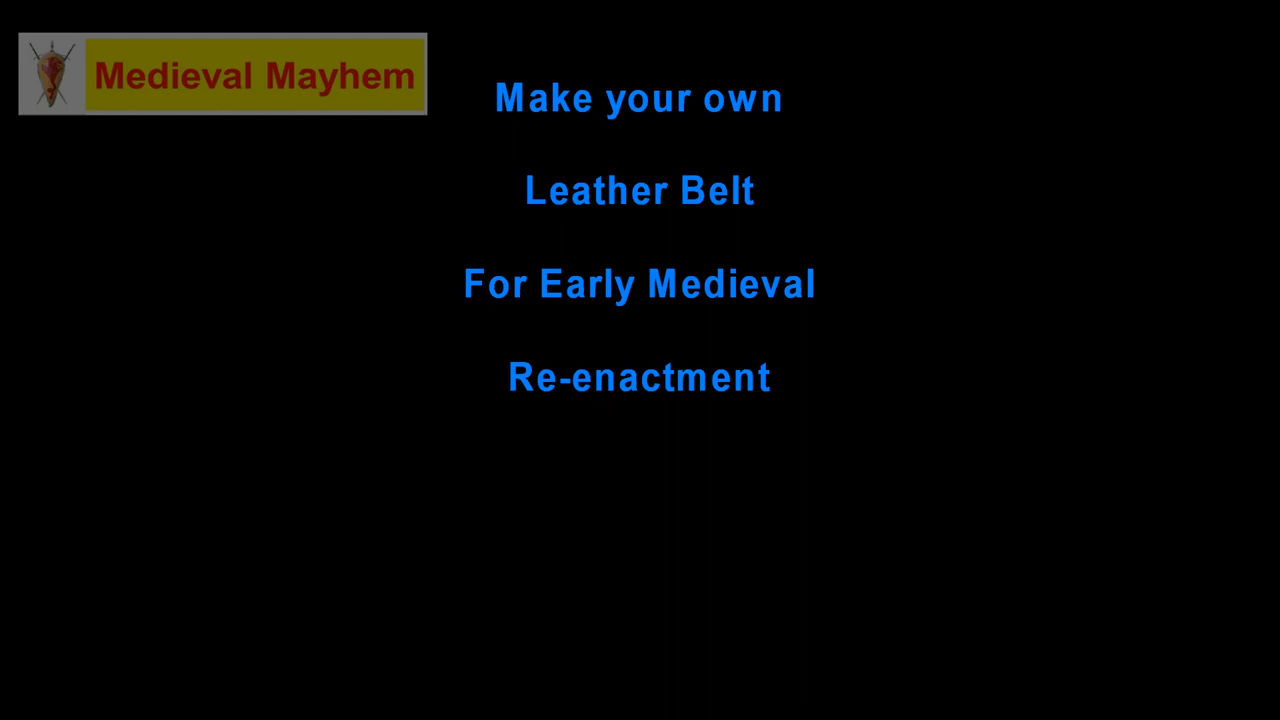 Medieval Mayhem
Make your own
Leather Belt
For Early Medieval
Re-enactment